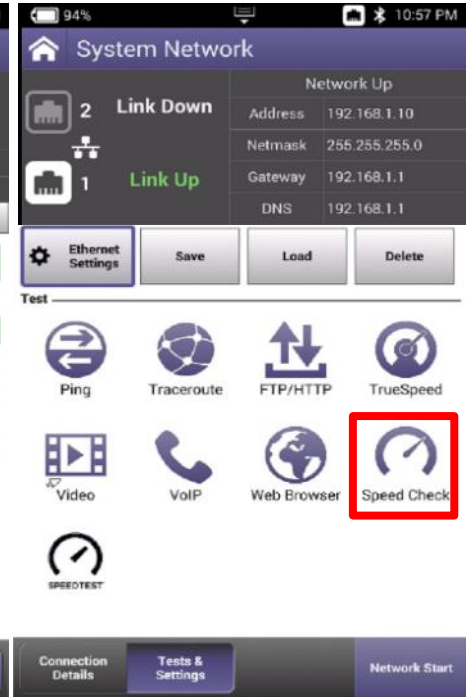 94%
10:57 PM
System Network
2 Link Down
1 Link Up
Network Up
Address 192.168.1.10
Netmask 255.255.255.0
Gateway 192.168.1.1
DNS 192.168.1.1
Ethernet
Settings
Save
Load
Delete
Test
Ping
Traceroute
FTP/HTTP
TrueSpeed
Video
VoIP
Web Browser
Speed Check
SPEEDTEST
Connection
Details
Tests &
Settings
Network Start